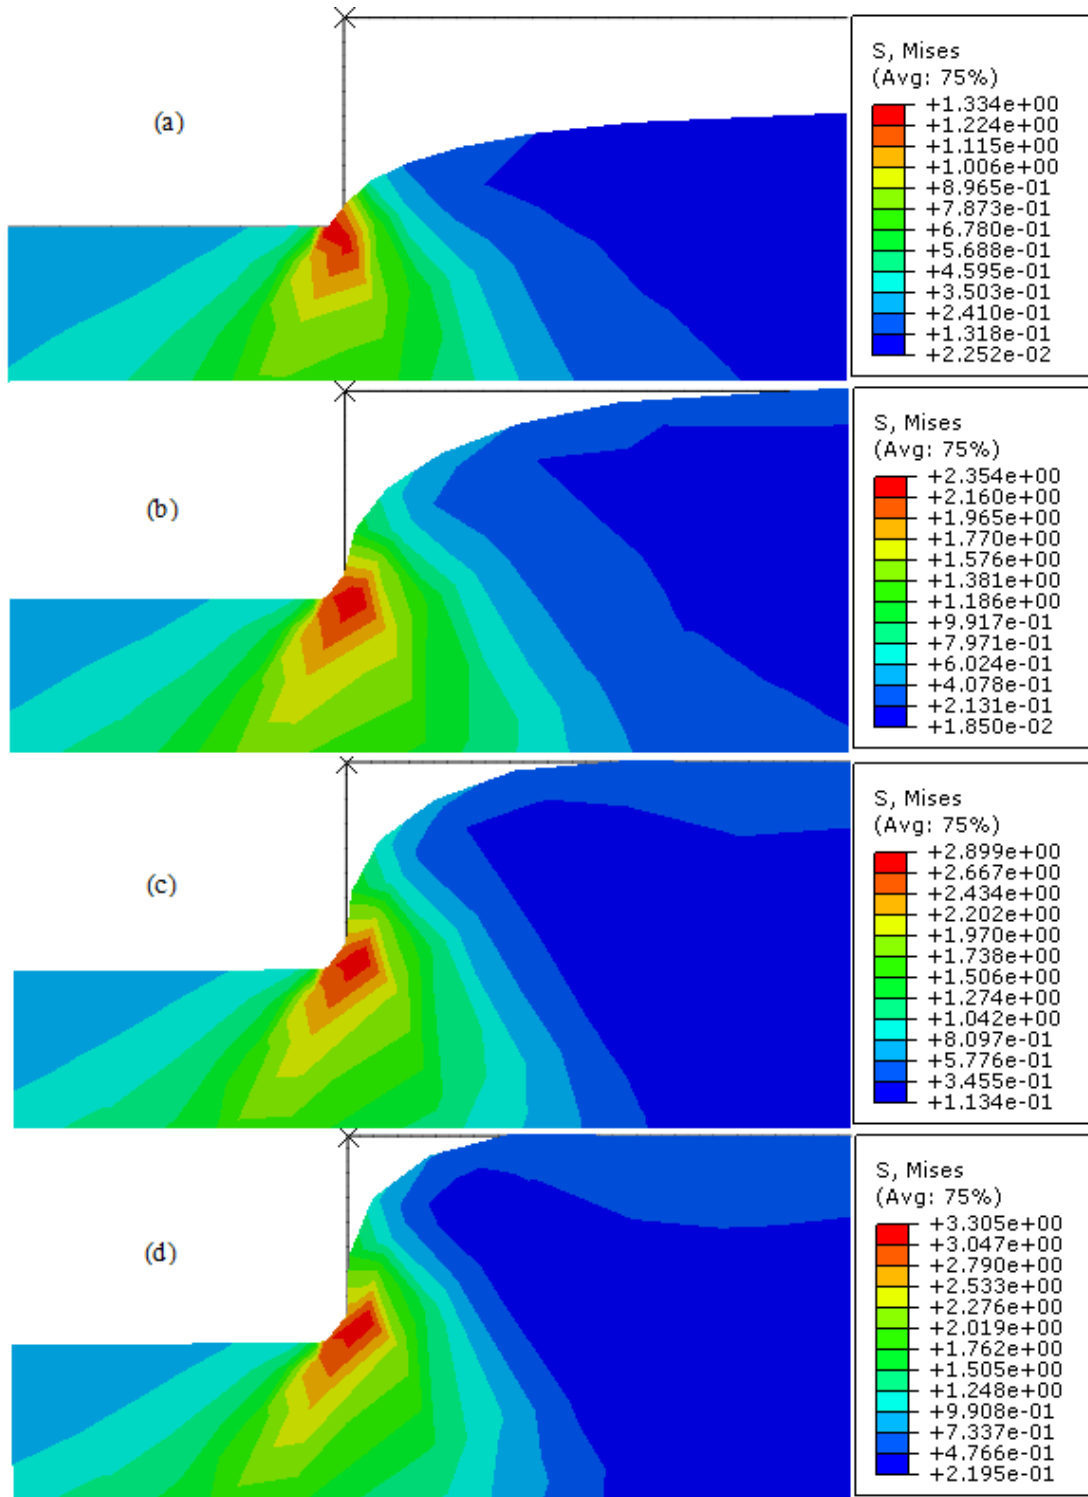 (a)
S, Mises
(Avg: 75%)
+1.334e+00
+1.224e+00
+1.115e+00
+1.006e+00
+8.965e-01
+7.873e-01
+6.780e-01
+5.688e-01
+4.595e-01
+3.503e-01
+2.410e-01
+1.318e-01
+2.252e-02
(b)
S, Mises
(Avg: 75%)
+2.354e+00
+2.160e+00
+1.965e+00
+1.770e+00
+1.576e+00
+1.381e+00
+1.186e+00
+9.917e-01
+7.971e-01
+6.024e-01
+4.078e-01
+2.131e-01
+1.850e-02
(c)
S, Mises
(Avg: 75%)
+2.899e+00
+2.667e+00
+2.434e+00
+2.202e+00
+1.970e+00
+1.738e+00
+1.506e+00
+1.274e+00
+1.042e+00
+8.097e-01
+5.776e-01
+3.455e-01
+1.134e-01
(d)
S, Mises
(Avg: 75%)
+3.305e+00
+3.047e+00
+2.790e+00
+2.533e+00
+2.276e+00
+2.019e+00
+1.762e+00
+1.505e+00
+1.248e+00
+9.908e-01
+7.337e-01
+4.766e-01
+2.195e-01